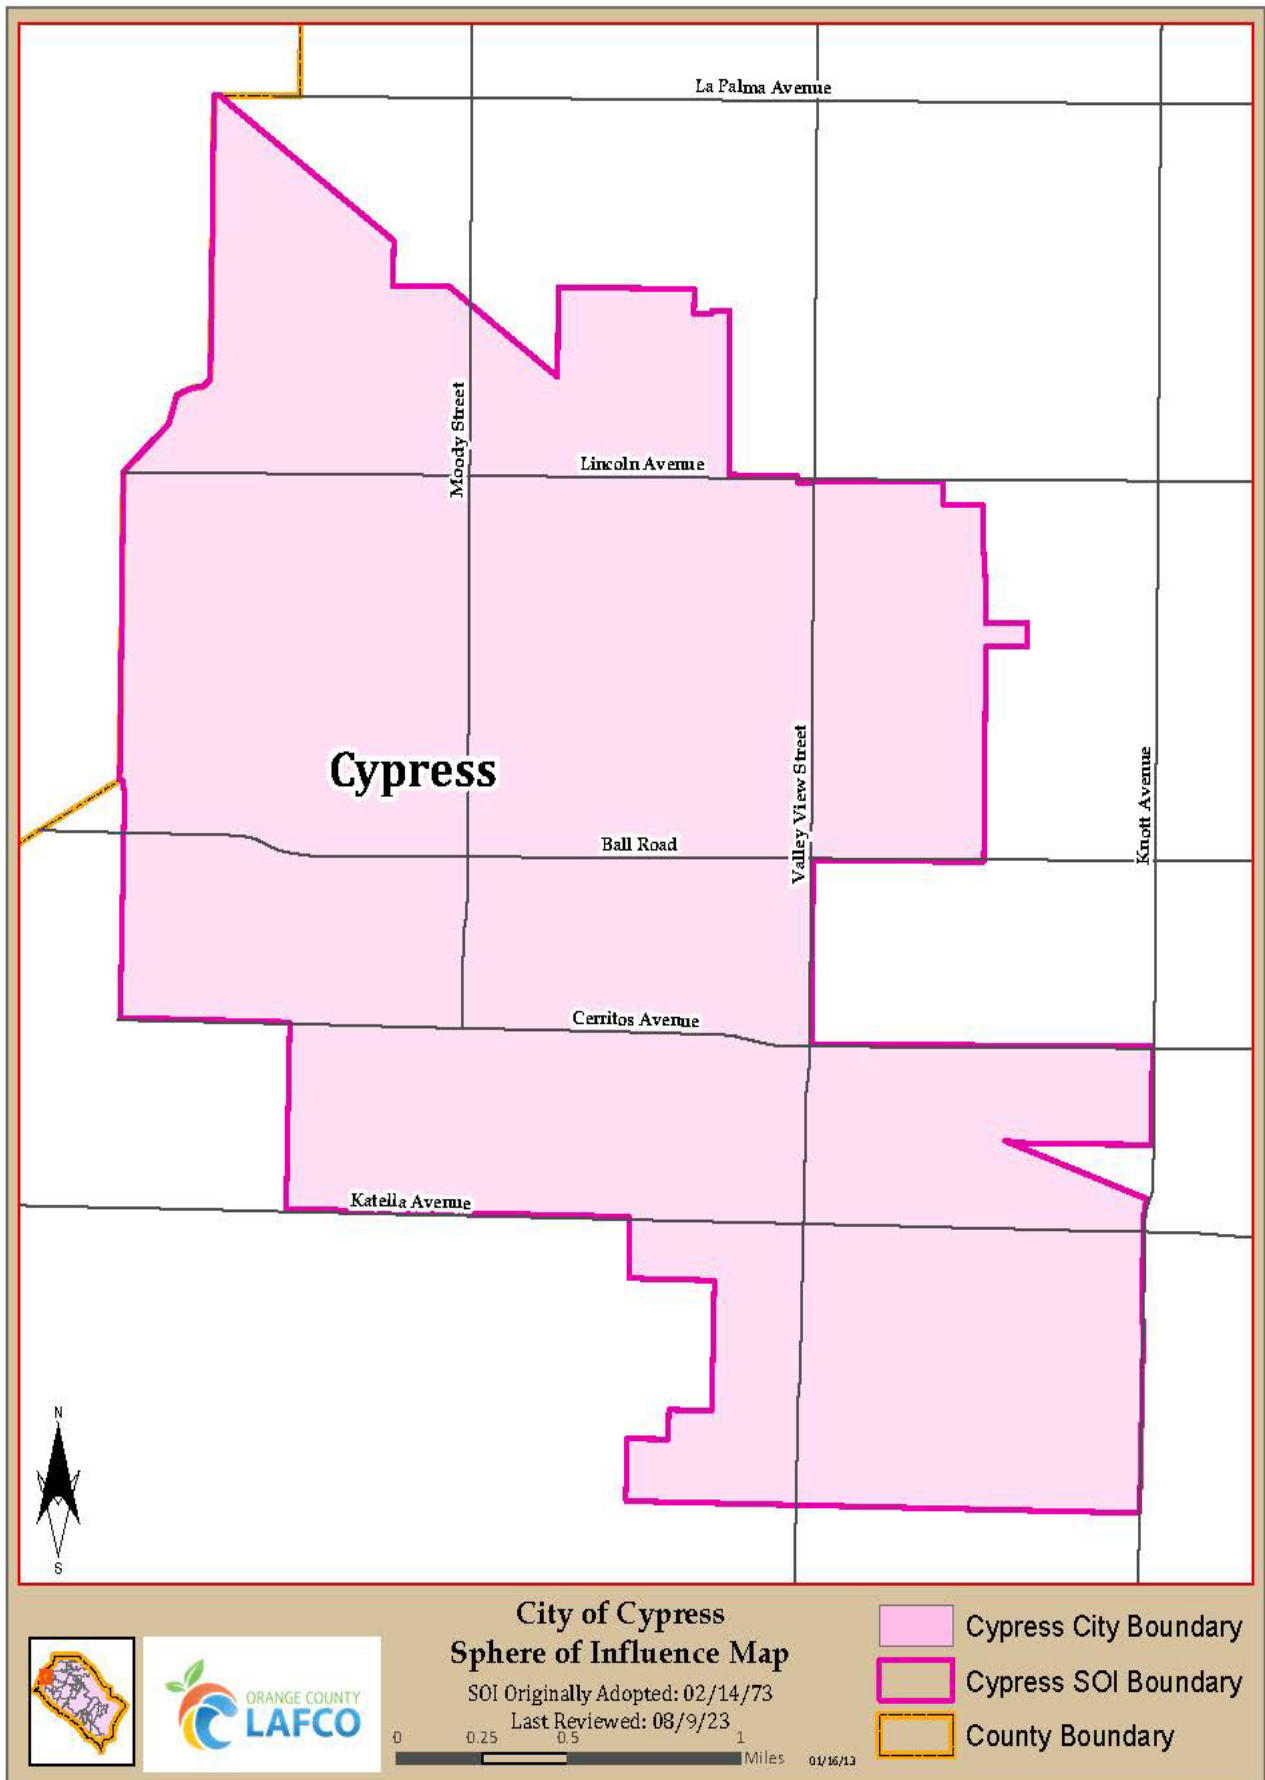 La Palma Avenue
Moody Street
Lincoln Avenue
Cypress
Valley View Street
Knott Avenue
Ball Road
Cerritos Avenue
Katella Avenue
N
S
City of Cypress
Sphere of Influence Map
SOI Originally Adopted: 02/14/73
Last Reviewed: 08/9/23
0 0.25 0.5 1
Miles
01/16/13
ORANGE COUNTY
LAFCO
Cypress City Boundary
Cypress SOI Boundary
County Boundary